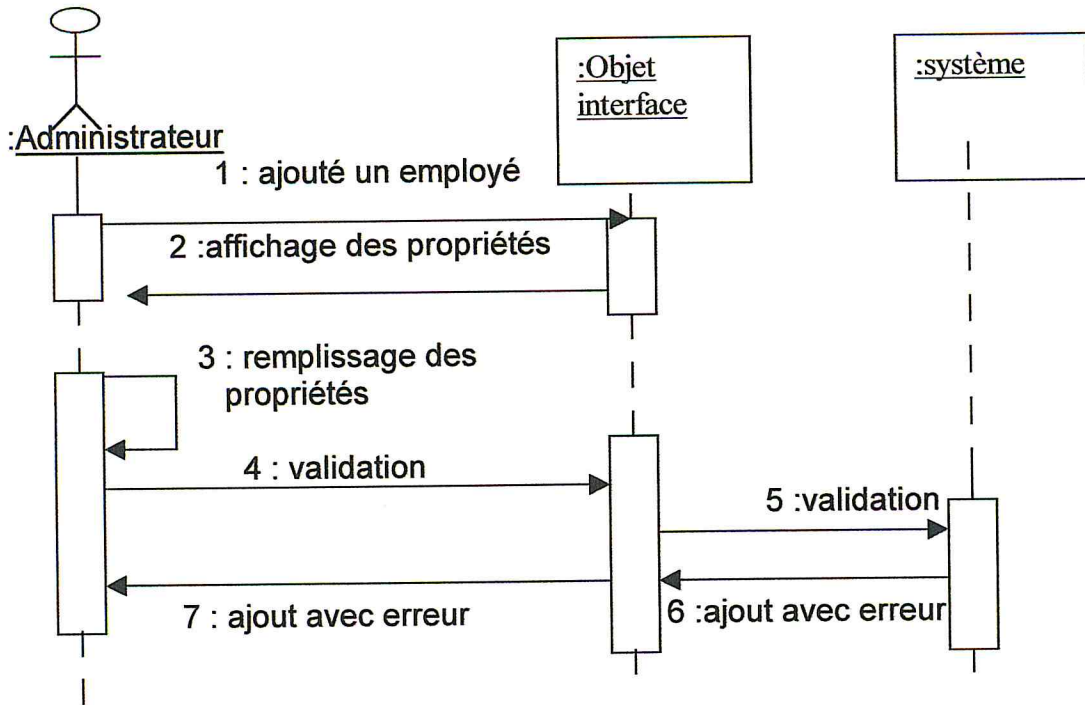 :Objet
interface
:système
:Administrateur
1 : ajouté un employé
2 :affichage des propriétés
3 : remplissage des
propriétés
4 : validation
5 :validation
6 :ajout avec erreur
7 : ajout avec erreur